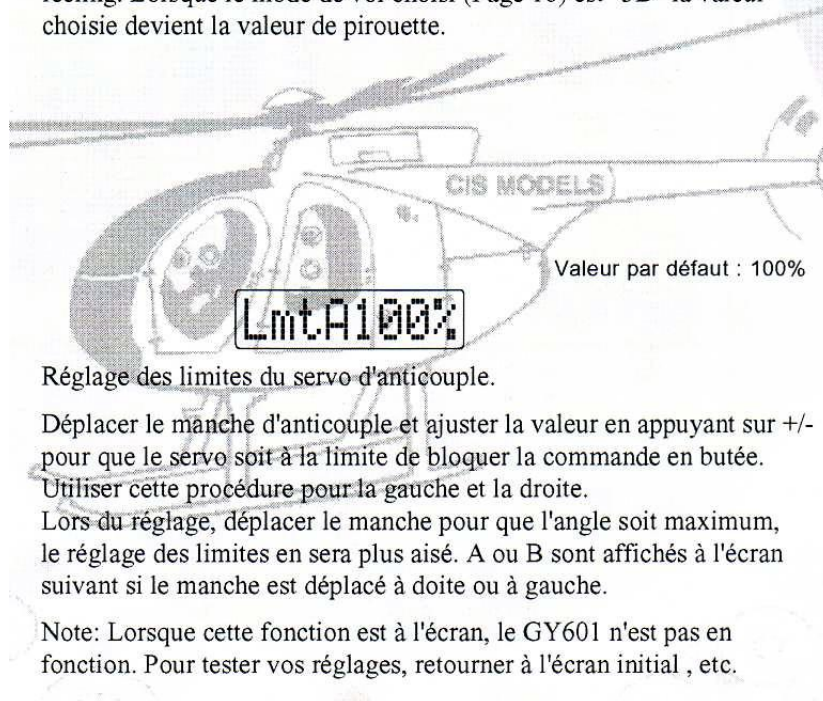 choisie devient la valeur de pirouette.
CIS MODELS
Valeur par défaut : 100%
LmtA100%
Réglage des limites du servo d'anticouple.
Déplacer le manche d'anticouple et ajuster la valeur en appuyant sur +/-
pour que le servo soit à la limite de bloquer la commande en butée.
Utiliser cette procédure pour la gauche et la droite.
Lors du réglage, déplacer le manche pour que l'angle soit maximum,
le réglage des limites en sera plus aisé. A ou B sont affichés à l'écran
suivant si le manche est déplacé à doite ou à gauche.
Note: Lorsque cette fonction est à l'écran, le GY601 n'est pas en
fonction. Pour tester vos réglages, retourner à l'écran initial , etc.